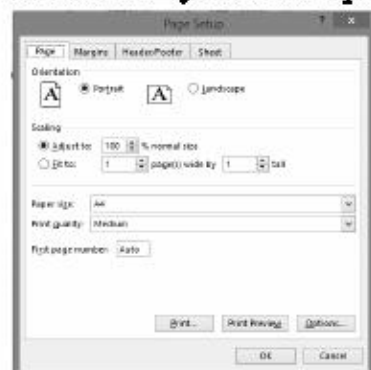 Page Setup ? ×
Page Margins Header/Footer Sheet
Orientation
A Portrait A Landscape
Scaling
Adjust to: 100 % normal size
Fit to: 1 page(s) wide by 1 tall
Paper size: A4
Print quality: Medium
First page number: Auto
Print... Print Preview Options...
OK Cancel